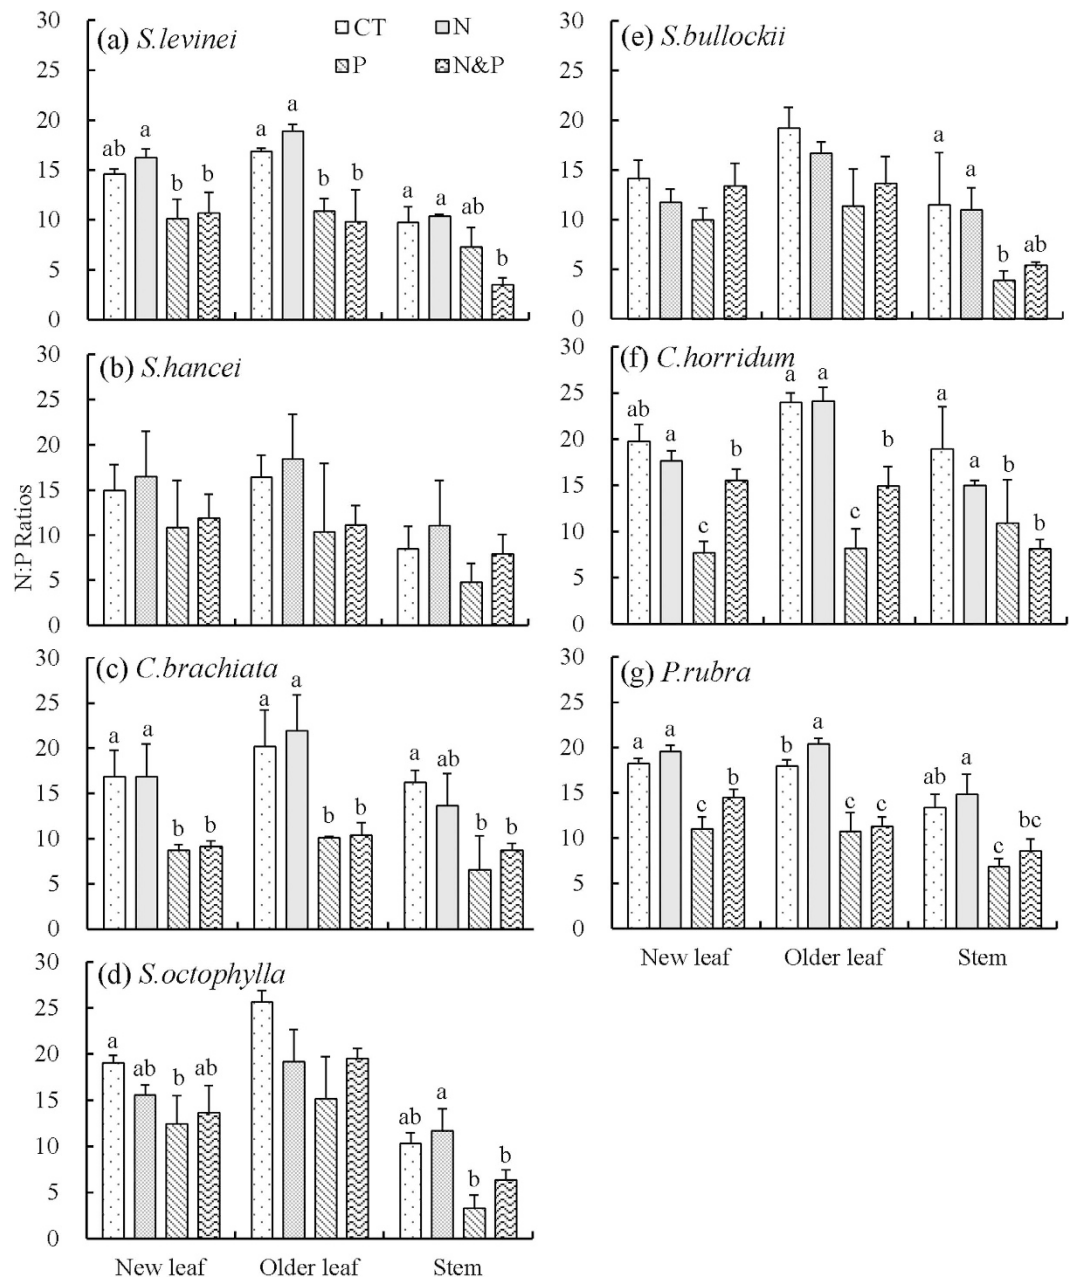 N:P Ratios
(a) S.levinei
CT N
P N&P
30
25
20
15
10
5
0
ab a b b
a a b b
a a ab b
(b) S.hancei
30
25
20
15
10
5
0
(c) C.brachiata
30
25
20
15
10
5
0
a a b b
a a b b
a ab b b
(d) S.octophylla
30
25
20
15
10
5
0
a ab b ab
ab a b b
New leaf Older leaf Stem
(e) S.bullockii
30
25
20
15
10
5
0
a a b ab
(f) C.horridum
30
25
20
15
10
5
0
ab a c b
a a c b
a a b b
(g) P.rubra
30
25
20
15
10
5
0
a a c b
b a c c
ab a c bc
New leaf Older leaf Stem